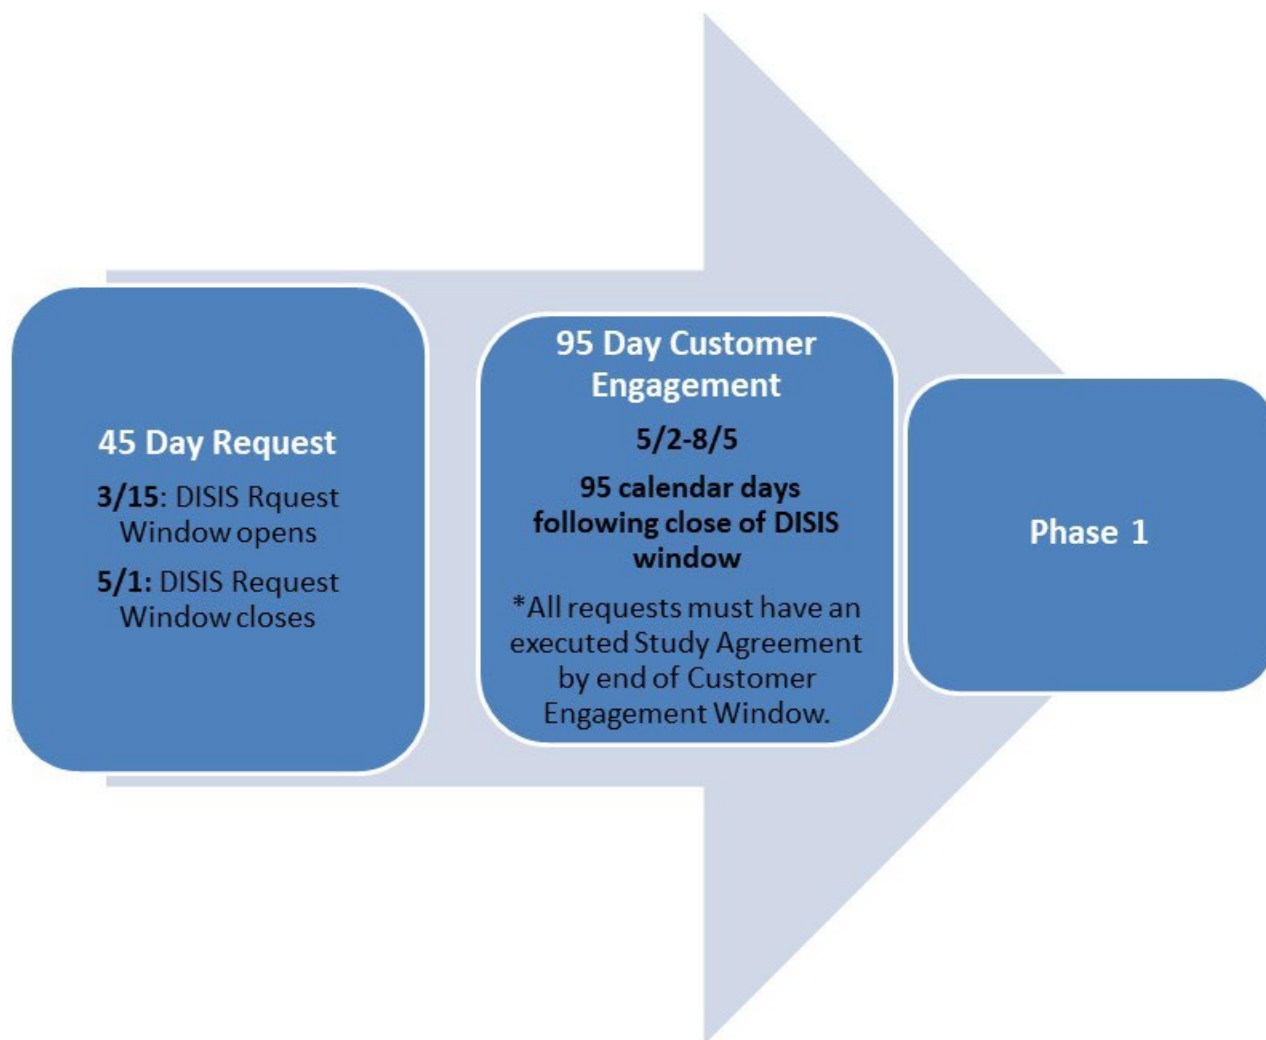 45 Day Request
3/15: DISIS Rquest
Window opens
5/1: DISIS Request
Window closes
95 Day Customer
Engagement
5/2-8/5
95 calendar days
following close of DISIS
window
*All requests must have an
executed Study Agreement
by end of Customer
Engagement Window.
Phase 1